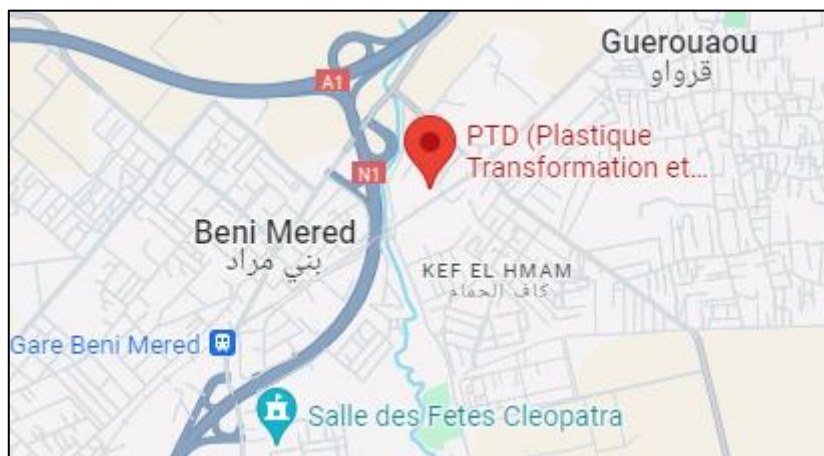 Guerouaou
قرواو
A1
PTD (Plastique
Transformation et...
N1
Beni Mered
بني مراد
KEF EL HMAM
كاف الحمام
Gare Beni Mered
Salle des Fetes Cleopatra